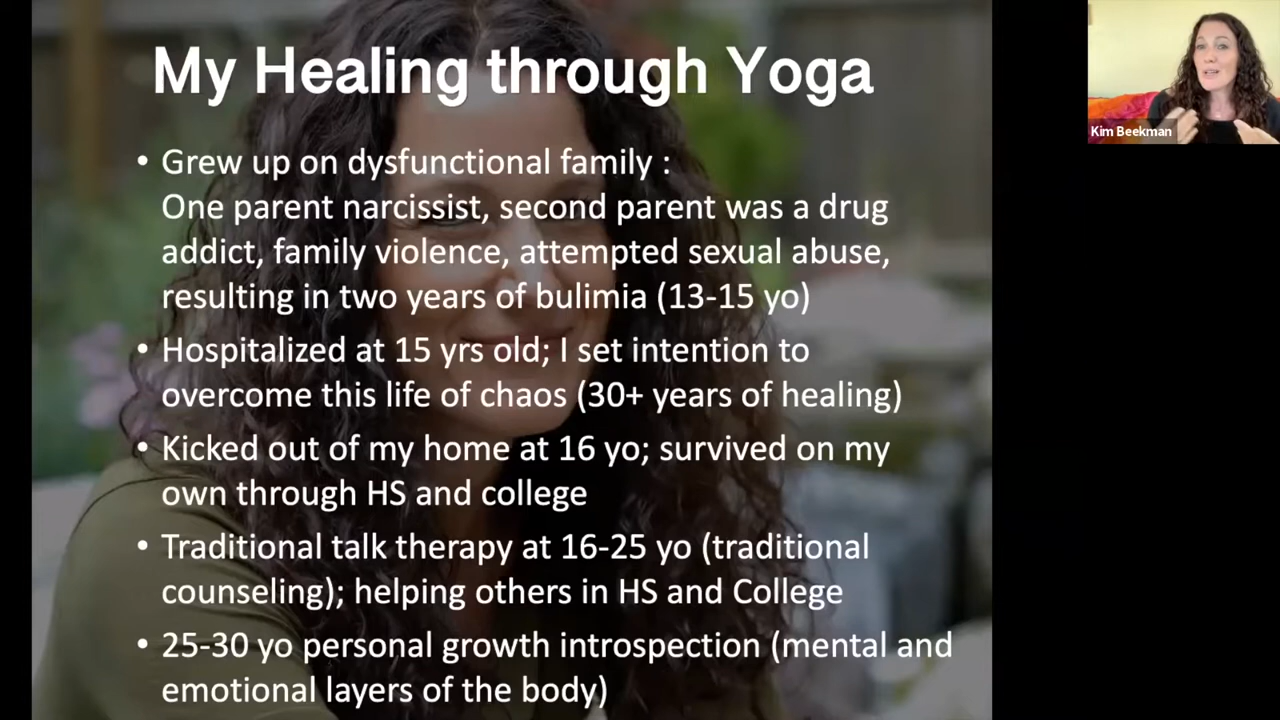 My Healing through Yoga
• Grew up on dysfunctional family :
One parent narcissist, second parent was a drug
addict, family violence, attempted sexual abuse,
resulting in two years of bulimia (13-15 yo)
• Hospitalized at 15 yrs old; I set intention to
overcome this life of chaos (30+ years of healing)
• Kicked out of my home at 16 yo; survived on my
own through HS and college
• Traditional talk therapy at 16-25 yo (traditional
counseling); helping others in HS and College
• 25-30 yo personal growth introspection (mental and
emotional layers of the body)
Kim Beekman